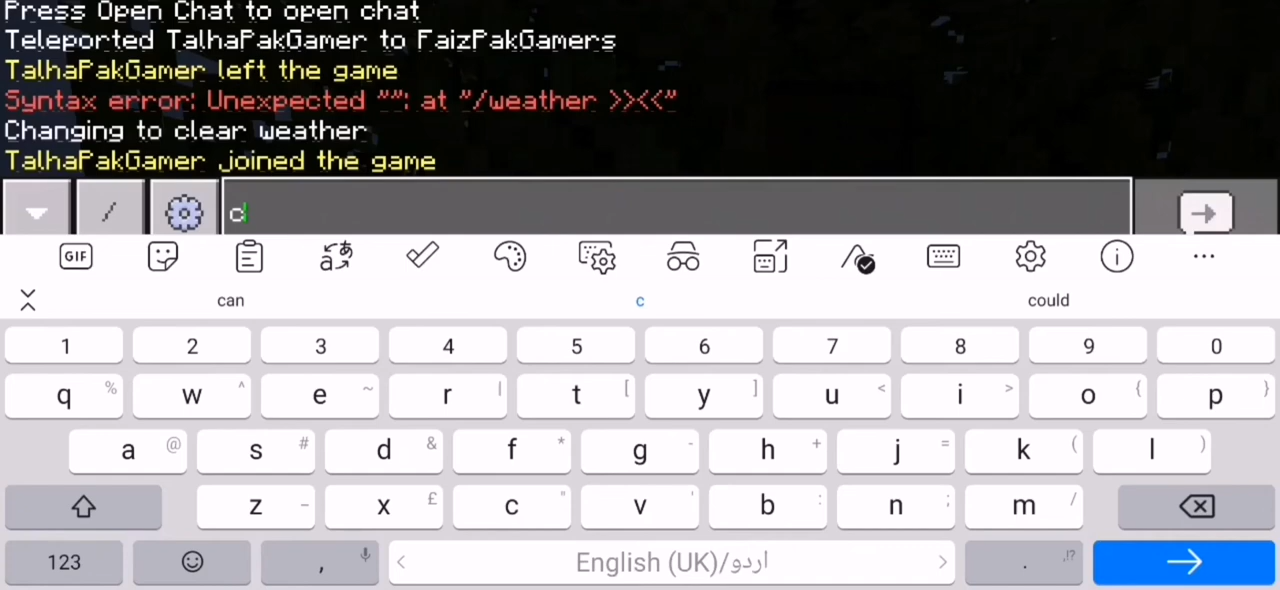 Press Open Chat to open chat
Teleported TalhaPakGamer to FaizPakGamers
TalhaPakGamer left the game
Syntax error: Unexpected "": at "/weather >><<"
Changing to clear weather
TalhaPakGamer joined the game
/ c
GIF
can c could
1 2 3 4 5 6 7 8 9 0
q % w ^ e ~ r | t [ y ] u < i > o { p }
a @ s # d & f * g - h + j = k ( l )
z _ x £ c " v ' b : n ; m /
123 , < English (UK)/اردو > . ,!?